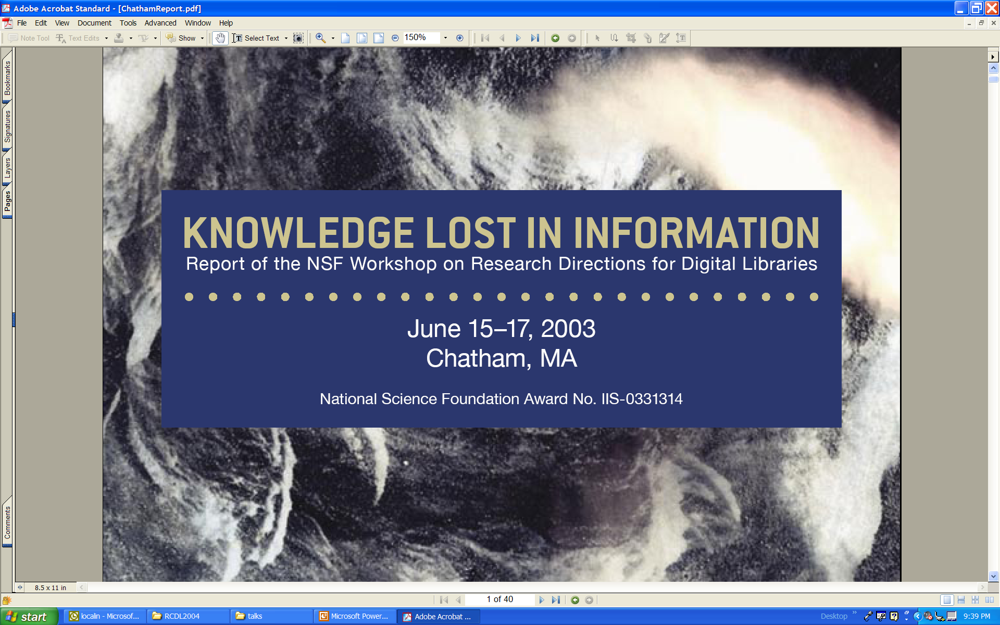 Adobe Acrobat Standard - [ChathamReport.pdf]
File Edit View Document Tools Advanced Window Help
Note Tool Text Edits Show Select Text 150%
Bookmarks
Signatures
Layers
Pages
Comments
KNOWLEDGE LOST IN INFORMATION
Report of the NSF Workshop on Research Directions for Digital Libraries
June 15–17, 2003
Chatham, MA
National Science Foundation Award No. IIS-0331314
8.5 x 11 in
1 of 40
start localin - Microsof... RCDL2004 talks Microsoft Power... Adobe Acrobat ... Desktop » 9:39 PM